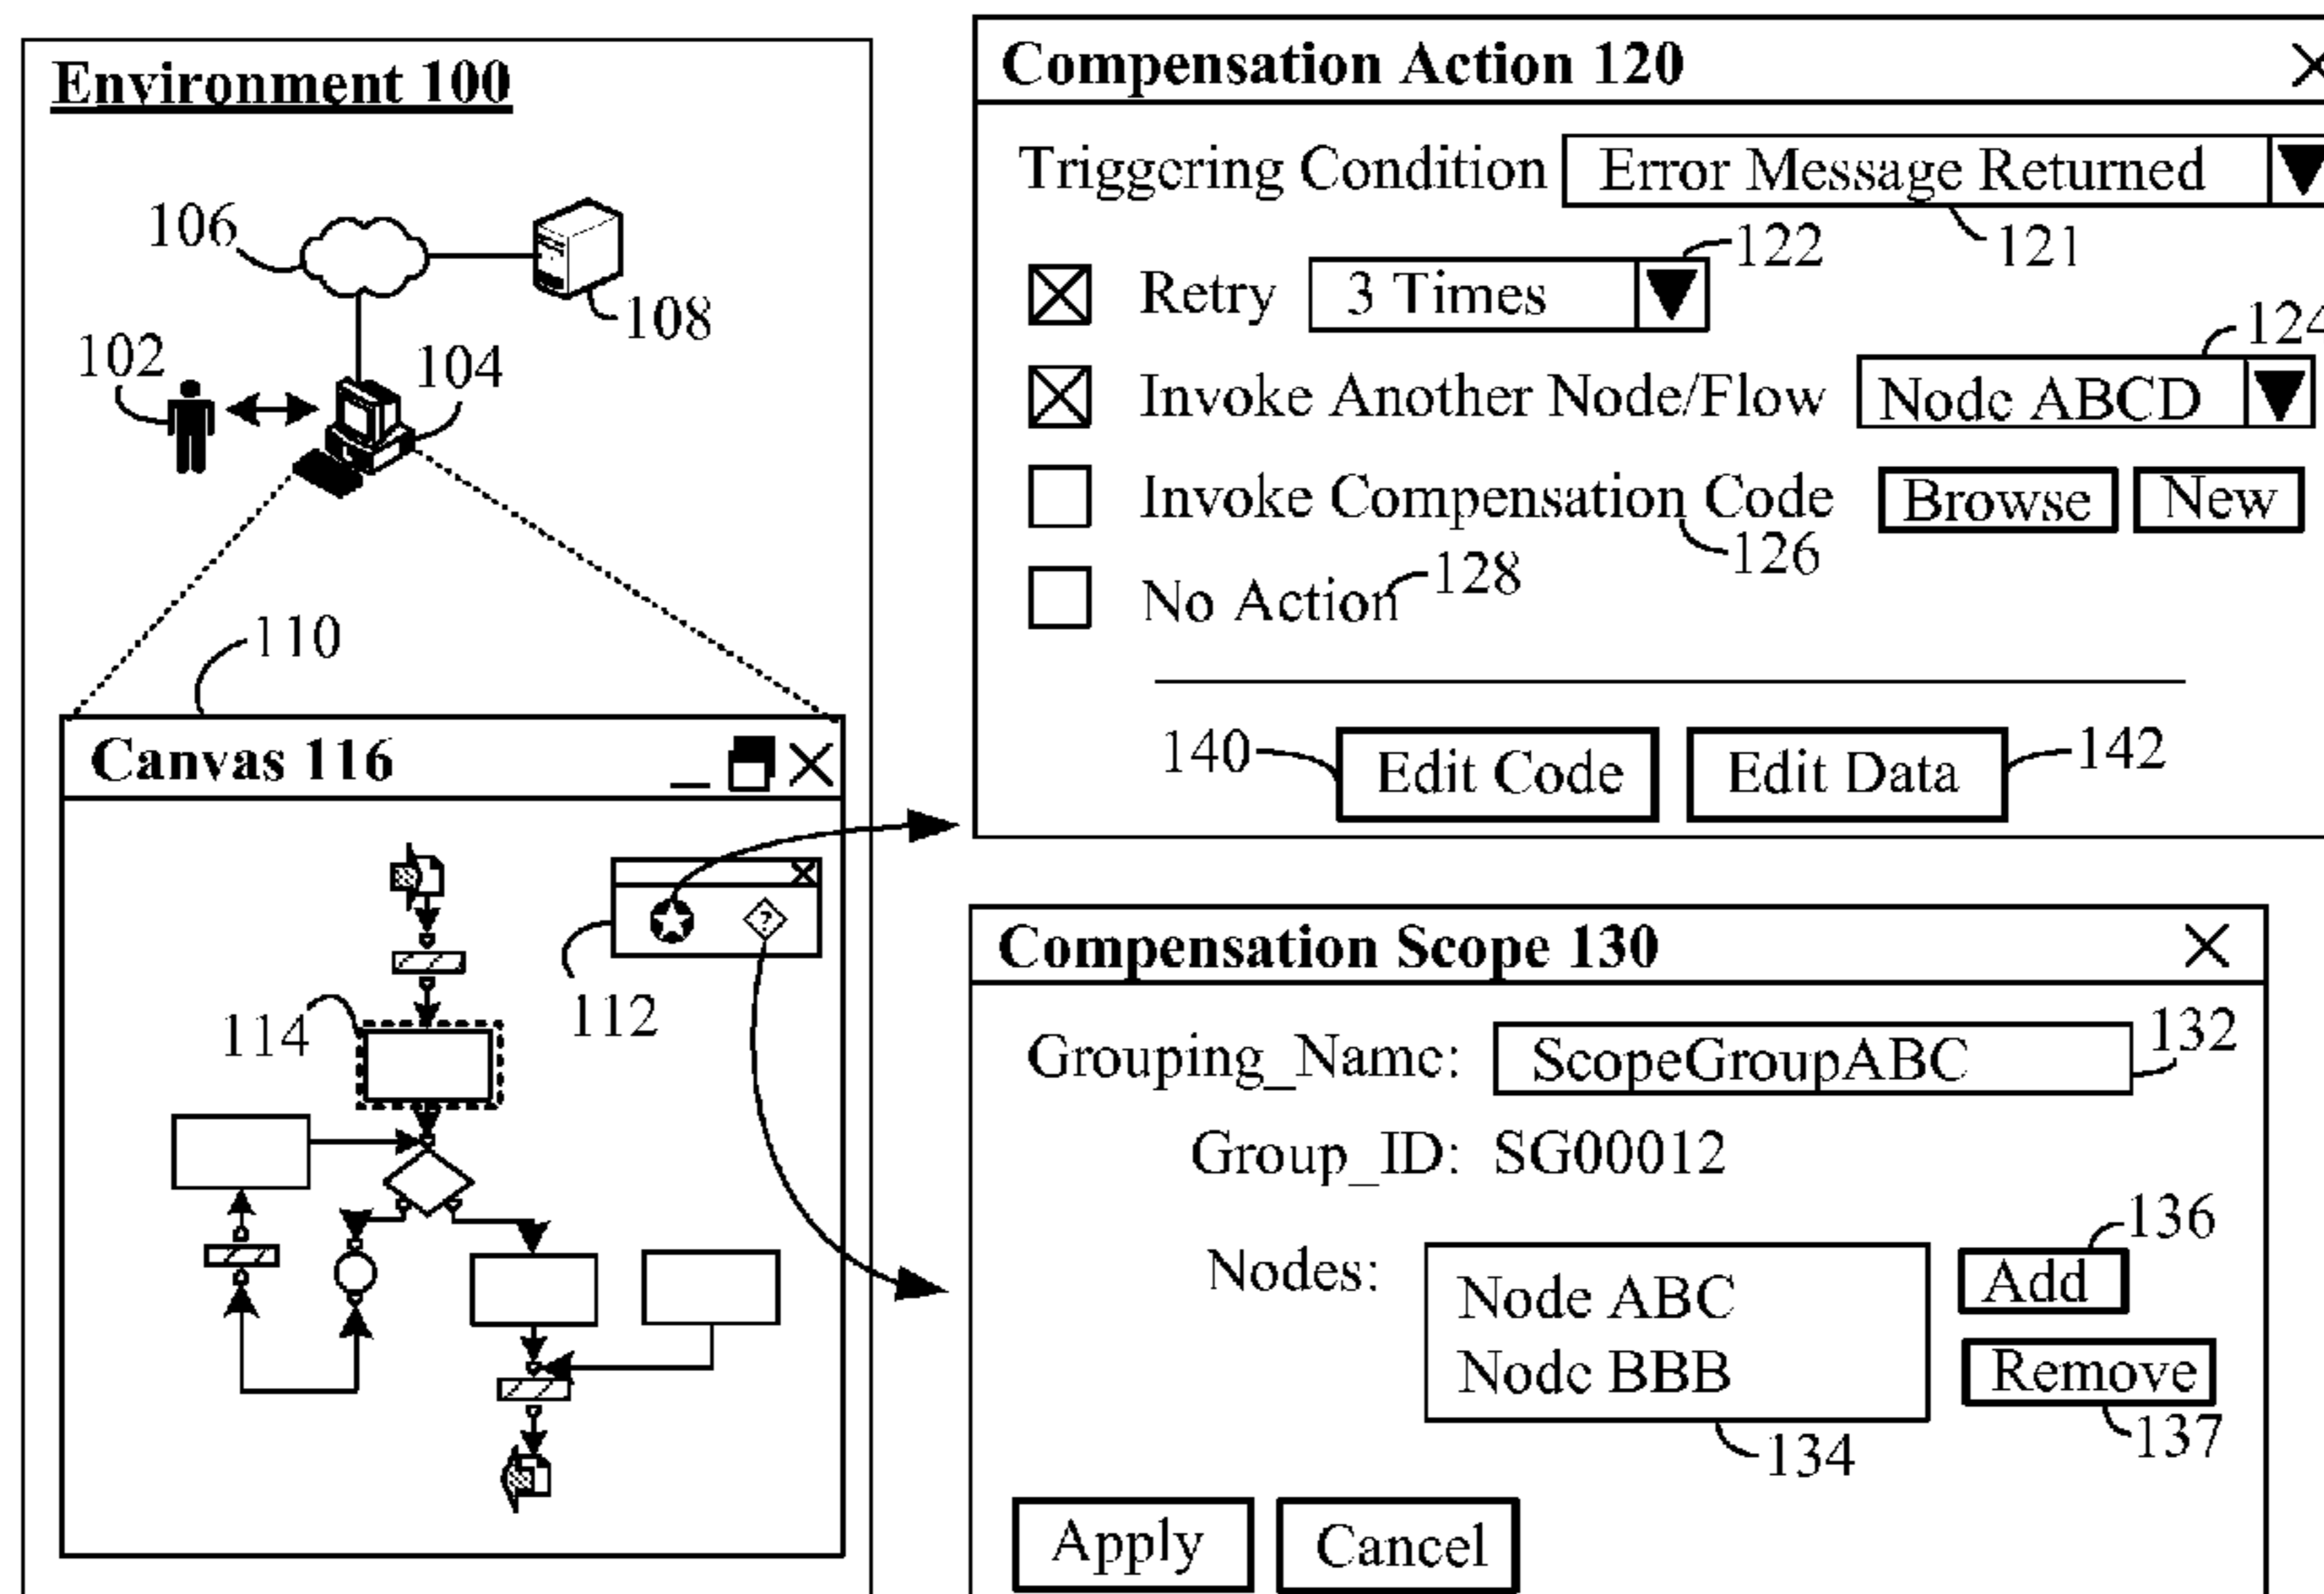 Environment 100
106
108
102
104
110
Canvas 116
112
114
?
Compensation Action 120
Triggering Condition Error Message Returned
121
122
Retry 3 Times
124
Invoke Another Node/Flow Node ABCD
Invoke Compensation Code Browse New
126
No Action 128
140 Edit Code Edit Data 142
Compensation Scope 130
Grouping_Name: ScopeGroupABC 132
Group_ID: SG00012
136
Nodes: Node ABC Add
Node BBB Remove
134 137
Apply Cancel